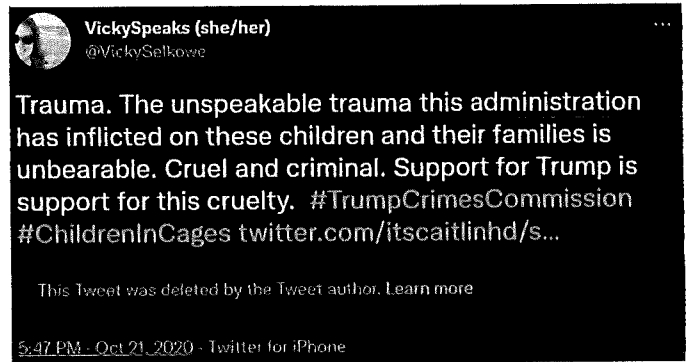 VickySpeaks (she/her)
@VickySelkowe
Trauma. The unspeakable trauma this administration
has inflicted on these children and their families is
unbearable. Cruel and criminal. Support for Trump is
support for this cruelty. #TrumpCrimesCommission
#ChildrenInCages twitter.com/itscaitlinhd/s...
This Tweet was deleted by the Tweet author. Learn more
5:47 PM · Oct 21, 2020 · Twitter for iPhone